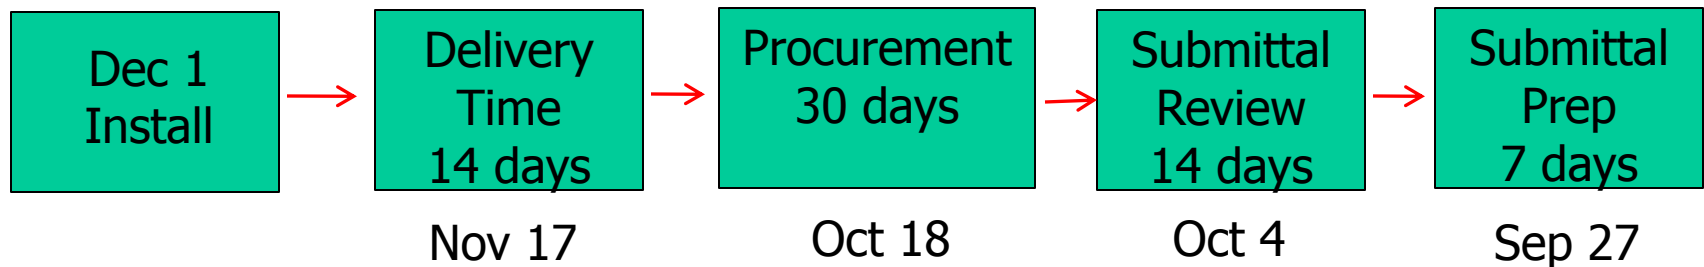 Dec 1
Install
Delivery
Time
14 days
Nov 17
Procurement
30 days
Oct 18
Submittal
Review
14 days
Oct 4
Submittal
Prep
7 days
Sep 27